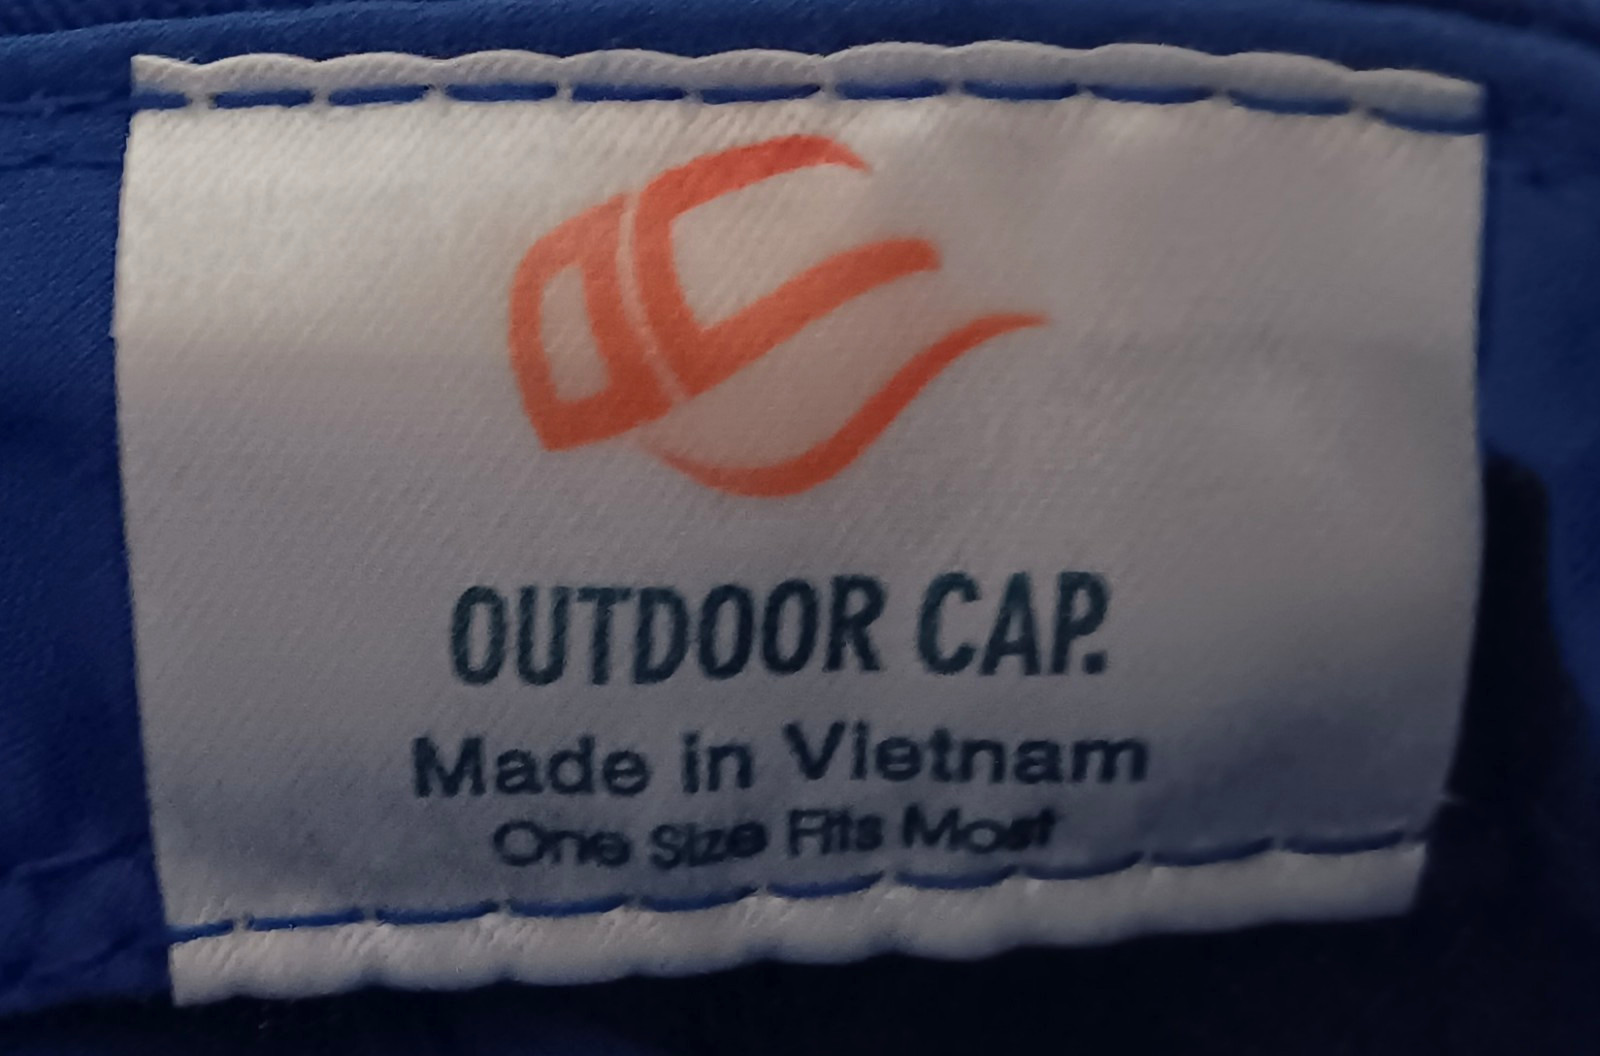 OUTDOOR CAP.
Made in Vietnam
One Size Fits Most